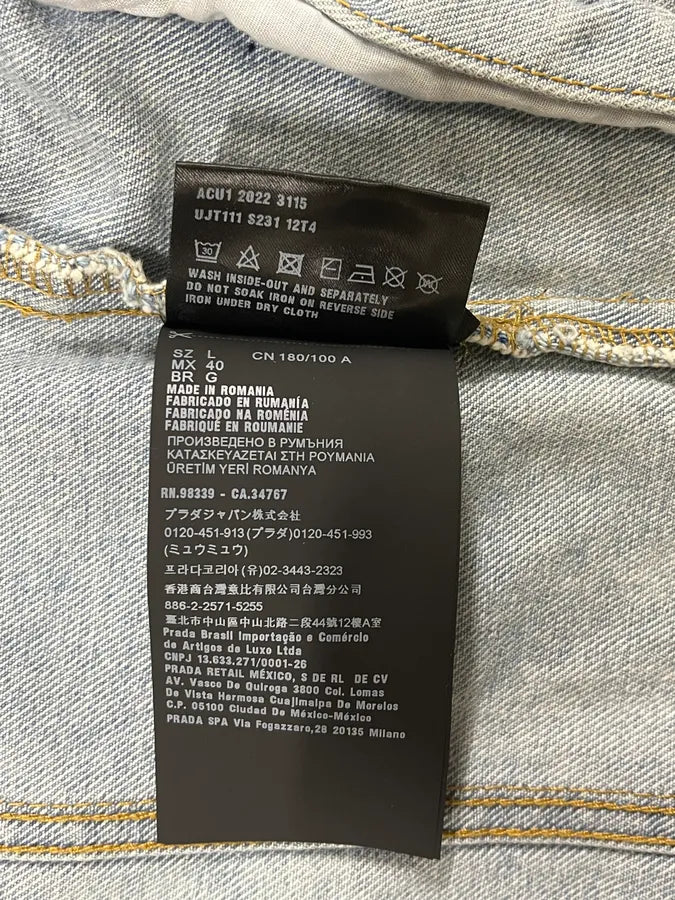 ACU1 2022 3115
UJT111 S231 12T4
30
WASH INSIDE-OUT AND SEPARATELY
DO NOT SOAK IRON ON REVERSE SIDE
IRON UNDER DRY CLOTH
SZ L CN 180/100 A
MX 40
BR G
MADE IN ROMANIA
FABRICADO EN RUMANÍA
FABRICADO NA ROMÉNIA
FABRIQUÉ EN ROUMANIE
ПРОИЗВЕДЕНО В РУМЪНИЯ
ΚΑΤΑΣΚΕΥΑΖΕΤΑΙ ΣΤΗ ΡΟΥΜΑΝΙΑ
ÜRETİM YERİ ROMANYA
RN.98339 - CA.34767
プラダジャパン株式会社
0120-451-913(プラダ)0120-451-993
(ミュウミュウ)
프라다코리아(유)02-3443-2323
香港商台灣意比有限公司台灣分公司
886-2-2571-5255
臺北市中山區中山北路二段44號12樓A室
Prada Brasil Importação e Comércio
de Artigos de Luxo Ltda
CNPJ 13.633.271/0001-26
PRADA RETAIL MÉXICO, S DE RL DE CV
AV. Vasco De Quiroga 3800 Col. Lomas
De Vista Hermosa Cuajimalpa De Morelos
C.P. 05100 Ciudad De México-México
PRADA SPA Via Fogazzaro,28 20135 Milano